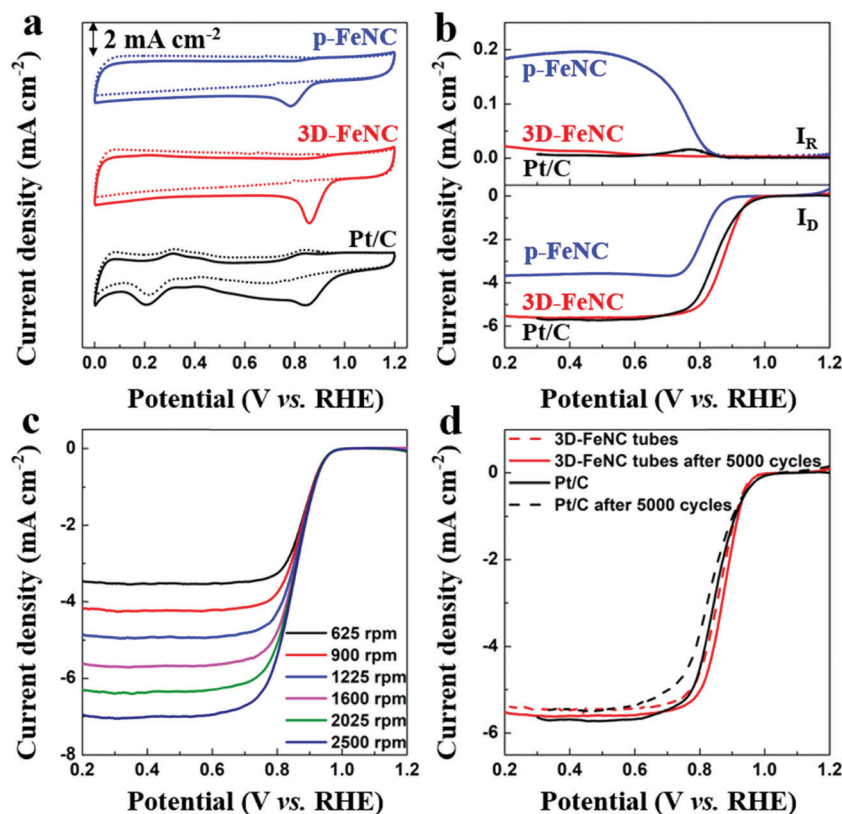 a
2 mA cm⁻²
p-FeNC
3D-FeNC
Pt/C
Current density (mA cm⁻²)
0.0 0.2 0.4 0.6 0.8 1.0 1.2
Potential (V vs. RHE)
b
0.2
0.1
0.0
p-FeNC
3D-FeNC
Pt/C
I_R
0
-2
-4
-6
I_D
p-FeNC
3D-FeNC
Pt/C
Current density (mA cm⁻²)
0.2 0.4 0.6 0.8 1.0 1.2
Potential (V vs. RHE)
c
0
-2
-4
-6
-8
625 rpm
900 rpm
1225 rpm
1600 rpm
2025 rpm
2500 rpm
Current density (mA cm⁻²)
0.2 0.4 0.6 0.8 1.0 1.2
Potential (V vs. RHE)
d
3D-FeNC tubes
3D-FeNC tubes after 5000 cycles
Pt/C
Pt/C after 5000 cycles
0
-2
-4
-6
-8
Current density (mA cm⁻²)
0.2 0.4 0.6 0.8 1.0 1.2
Potential (V vs. RHE)